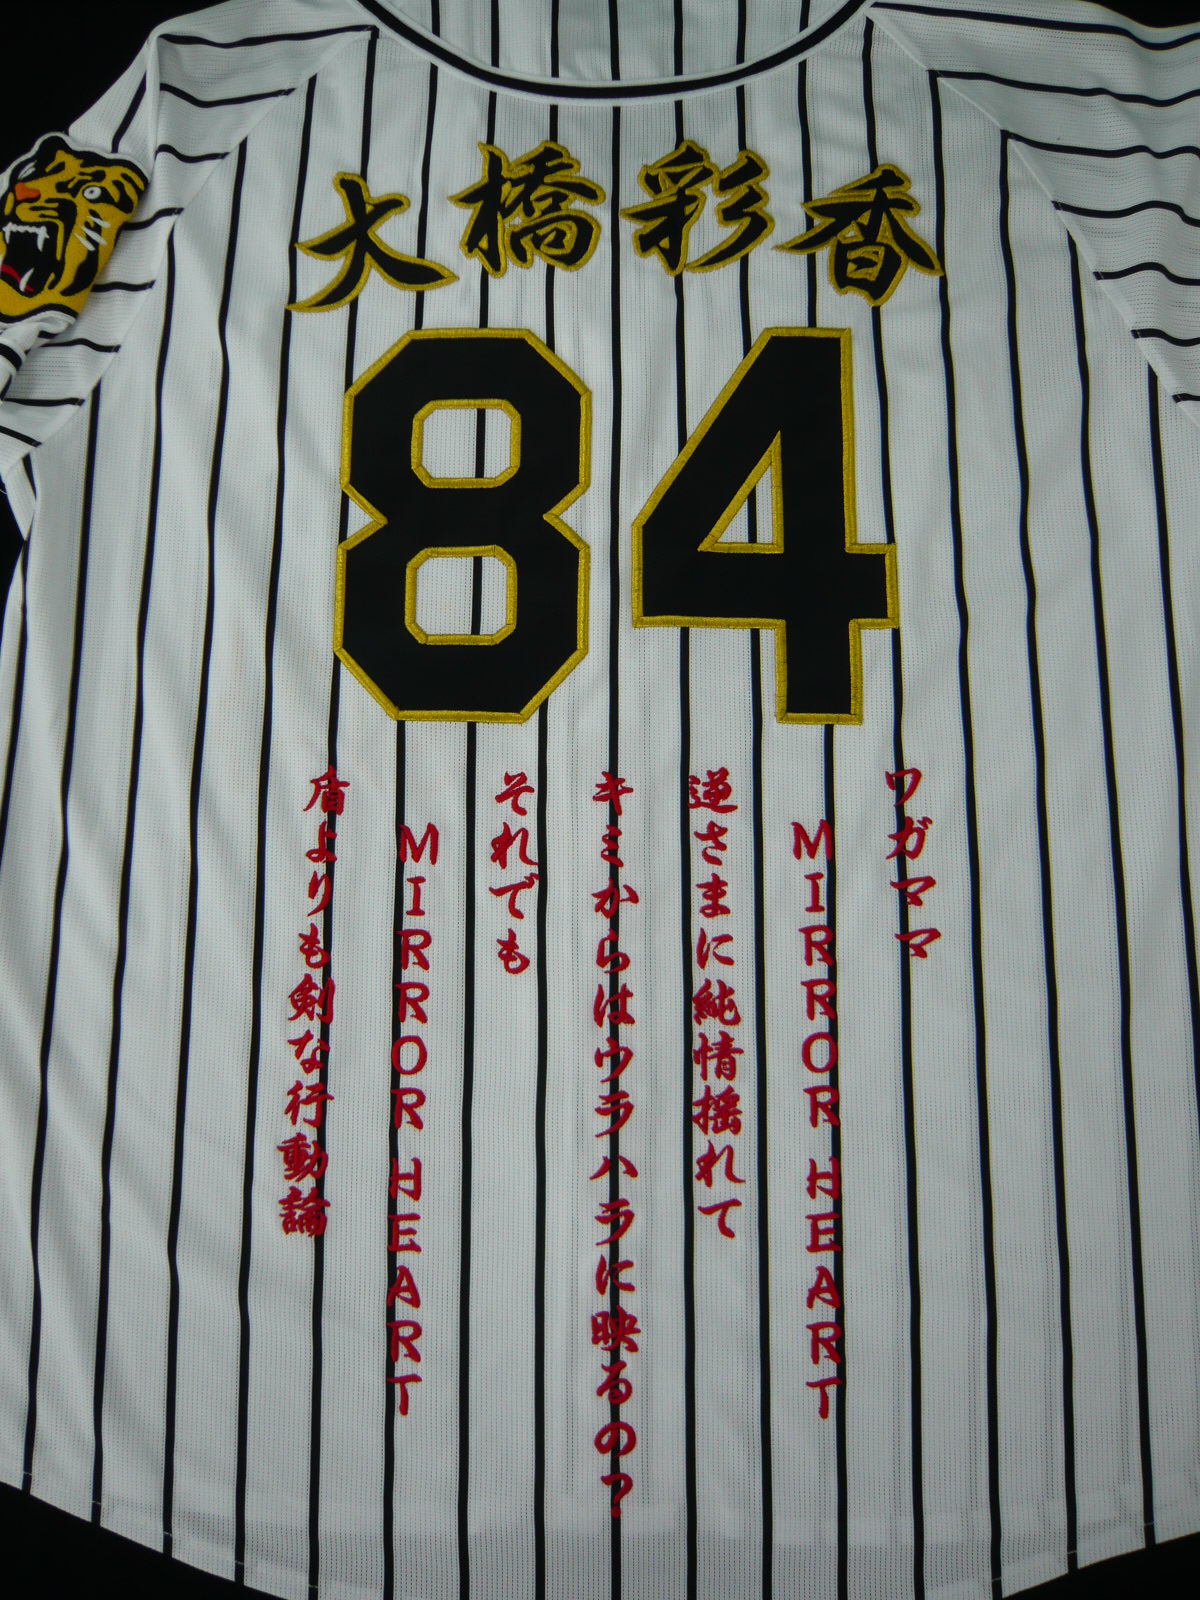 大橋彩香
84
ワガママ
MIRROR HEART
逆さまに純情揺れて
キミからはウラハラに映るの?
それでも
MIRROR HEART
盾よりも剣な行動論